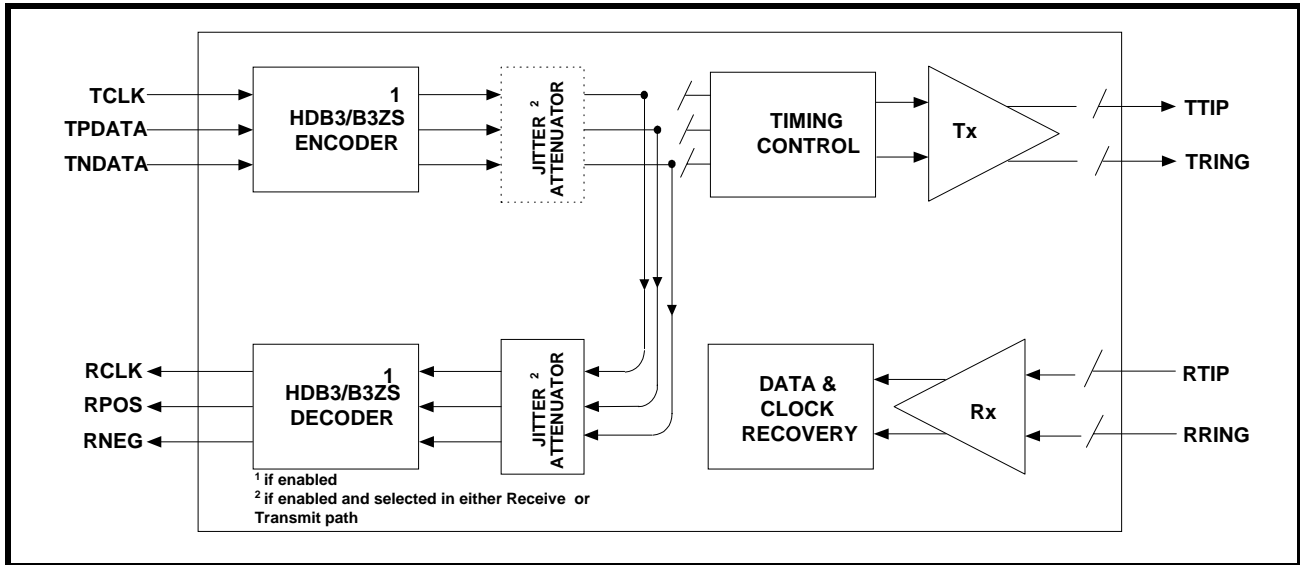 TCLK
TPDATA
TNDATA
1
HDB3/B3ZS
ENCODER
JITTER 2
ATTENUATOR
TIMING
CONTROL
Tx
TTIP
TRING
RCLK
RPOS
RNEG
1
HDB3/B3ZS
DECODER
JITTER 2
ATTENUATOR
DATA &
CLOCK
RECOVERY
Rx
RTIP
RRING
1 if enabled
2 if enabled and selected in either Receive or
Transmit path